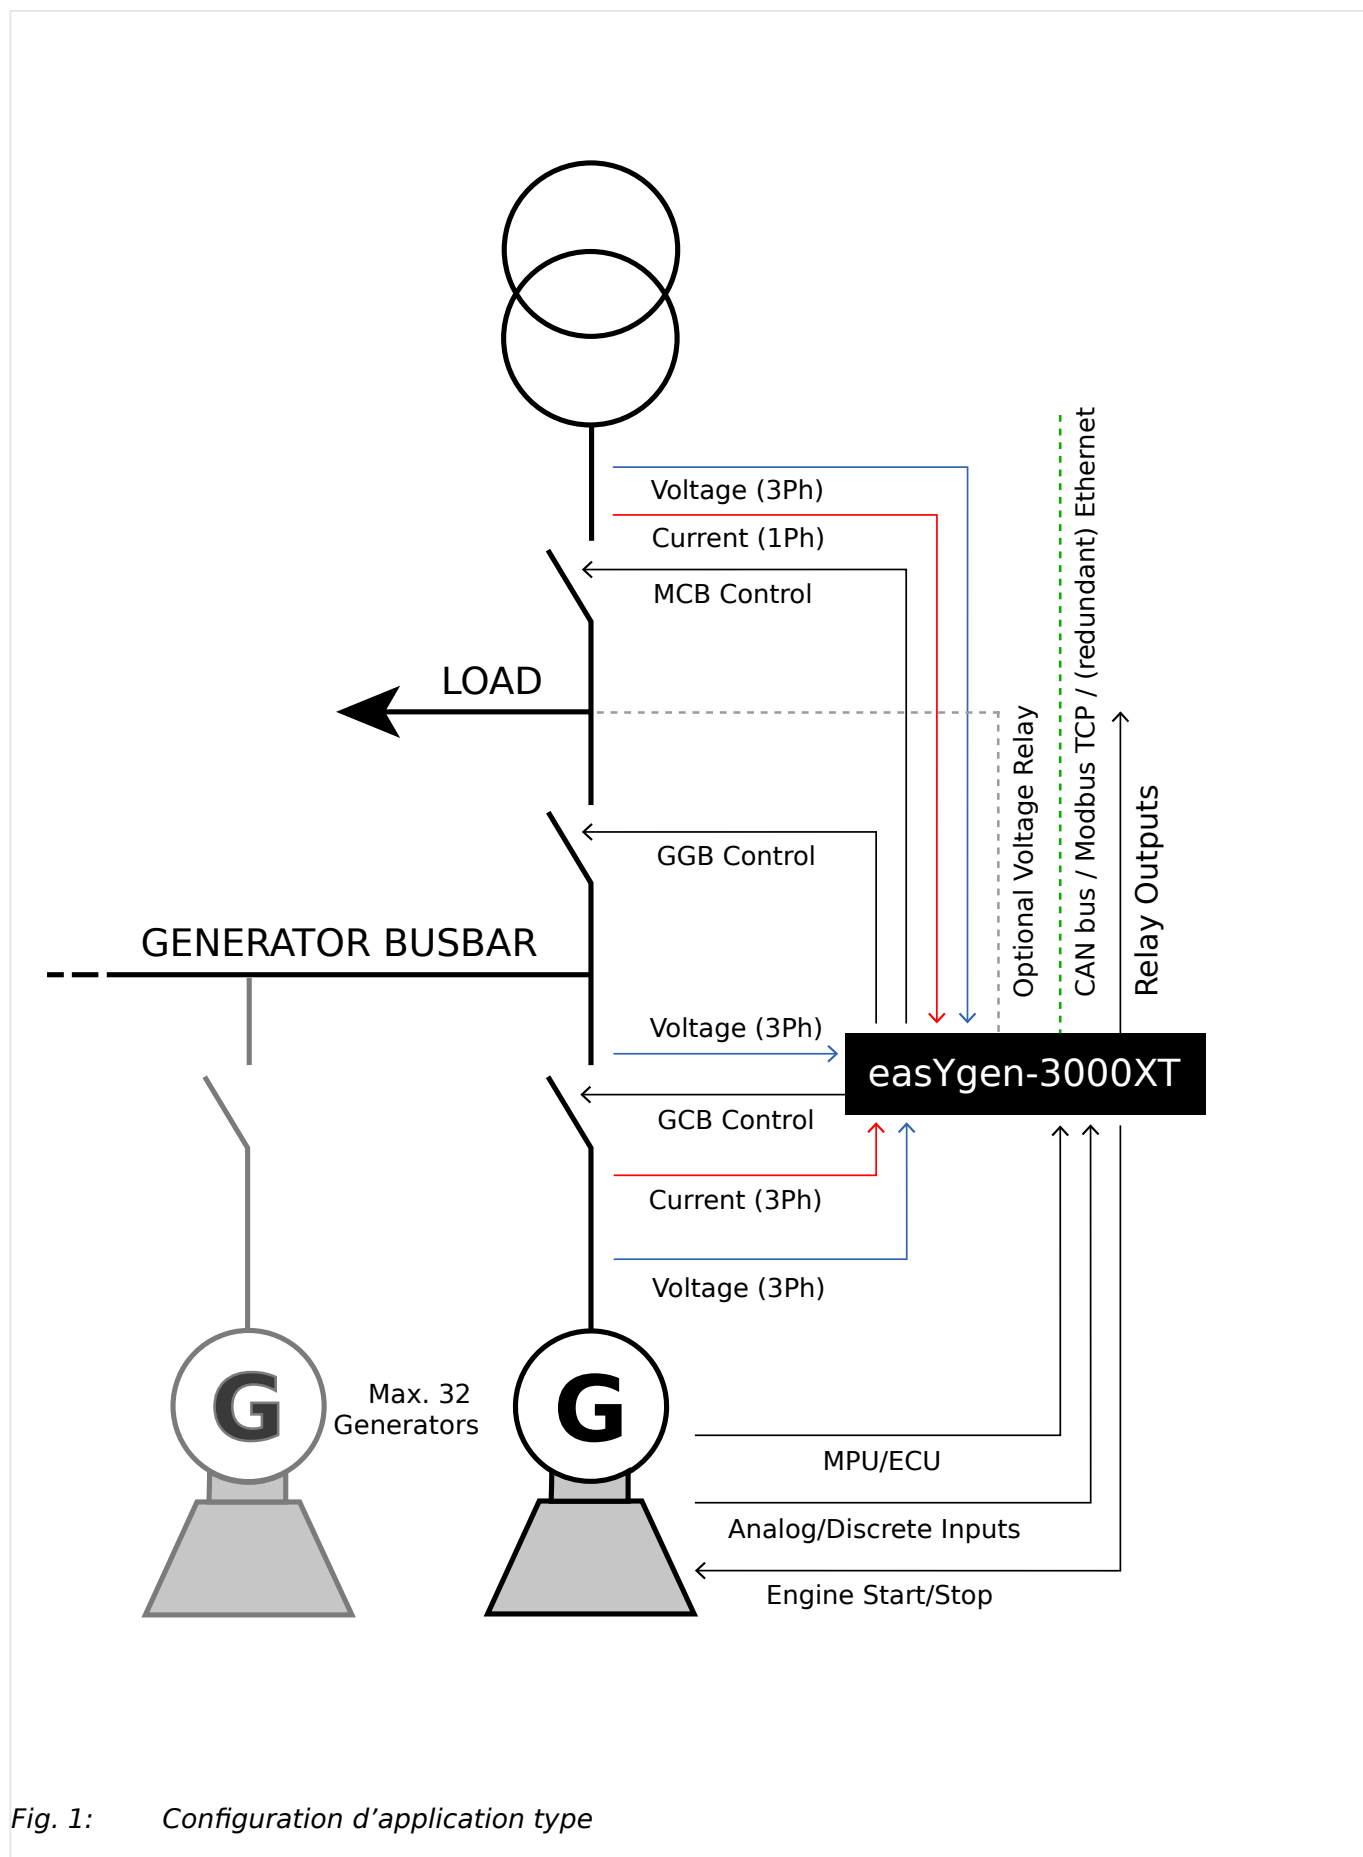 Voltage (3Ph)
Current (1Ph)
MCB Control
LOAD
GGB Control
Optional Voltage Relay
CAN bus / Modbus TCP / (redundant) Ethernet
Relay Outputs
GENERATOR BUSBAR
Voltage (3Ph)
easYgen-3000XT
GCB Control
Current (3Ph)
Voltage (3Ph)
G
Max. 32
Generators
G
MPU/ECU
Analog/Discrete Inputs
Engine Start/Stop
Fig. 1: Configuration d’application type